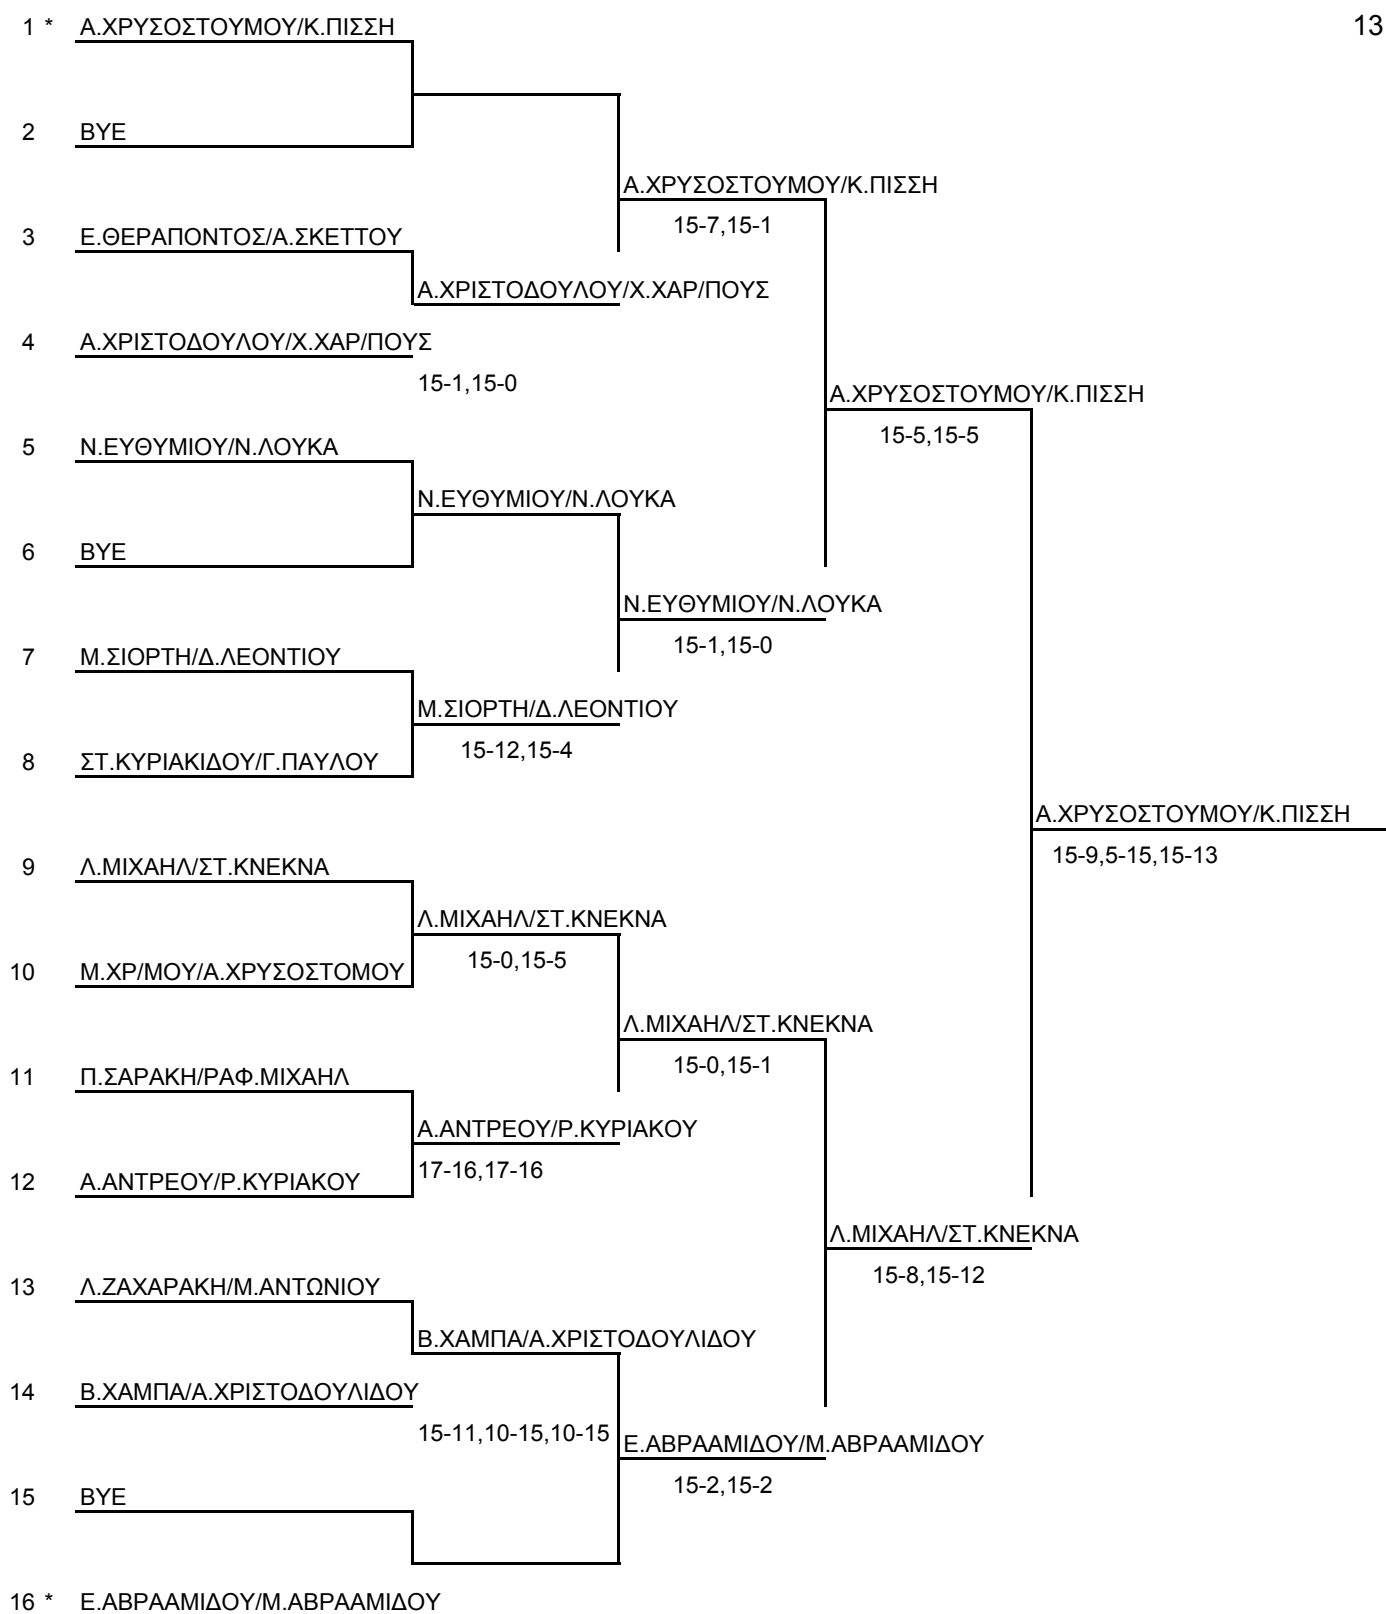 1 * Α.ΧΡΥΣΟΣΤΟΥΜΟΥ/Κ.ΠΙΣΣΗ 13
2 BYE
Α.ΧΡΥΣΟΣΤΟΥΜΟΥ/Κ.ΠΙΣΣΗ
15-7,15-1
3 Ε.ΘΕΡΑΠΟΝΤΟΣ/Α.ΣΚΕΤΤΟΥ
Α.ΧΡΙΣΤΟΔΟΥΛΟΥ/Χ.ΧΑΡ/ΠΟΥΣ
4 Α.ΧΡΙΣΤΟΔΟΥΛΟΥ/Χ.ΧΑΡ/ΠΟΥΣ
15-1,15-0
Α.ΧΡΥΣΟΣΤΟΥΜΟΥ/Κ.ΠΙΣΣΗ
15-5,15-5
5 Ν.ΕΥΘΥΜΙΟΥ/Ν.ΛΟΥΚΑ
Ν.ΕΥΘΥΜΙΟΥ/Ν.ΛΟΥΚΑ
6 BYE
Ν.ΕΥΘΥΜΙΟΥ/Ν.ΛΟΥΚΑ
15-1,15-0
7 Μ.ΣΙΟΡΤΗ/Δ.ΛΕΟΝΤΙΟΥ
Μ.ΣΙΟΡΤΗ/Δ.ΛΕΟΝΤΙΟΥ
15-12,15-4
8 ΣΤ.ΚΥΡΙΑΚΙΔΟΥ/Γ.ΠΑΥΛΟΥ
Α.ΧΡΥΣΟΣΤΟΥΜΟΥ/Κ.ΠΙΣΣΗ
15-9,5-15,15-13
9 Λ.ΜΙΧΑΗΛ/ΣΤ.ΚΝΕΚΝΑ
Λ.ΜΙΧΑΗΛ/ΣΤ.ΚΝΕΚΝΑ
15-0,15-5
10 Μ.ΧΡ/ΜΟΥ/Α.ΧΡΥΣΟΣΤΟΜΟΥ
Λ.ΜΙΧΑΗΛ/ΣΤ.ΚΝΕΚΝΑ
15-0,15-1
11 Π.ΣΑΡΑΚΗ/ΡΑΦ.ΜΙΧΑΗΛ
Α.ΑΝΤΡΕΟΥ/Ρ.ΚΥΡΙΑΚΟΥ
17-16,17-16
12 Α.ΑΝΤΡΕΟΥ/Ρ.ΚΥΡΙΑΚΟΥ
Λ.ΜΙΧΑΗΛ/ΣΤ.ΚΝΕΚΝΑ
15-8,15-12
13 Λ.ΖΑΧΑΡΑΚΗ/Μ.ΑΝΤΩΝΙΟΥ
Β.ΧΑΜΠΑ/Α.ΧΡΙΣΤΟΔΟΥΛΙΔΟΥ
14 Β.ΧΑΜΠΑ/Α.ΧΡΙΣΤΟΔΟΥΛΙΔΟΥ
15-11,10-15,10-15
Ε.ΑΒΡΑΑΜΙΔΟΥ/Μ.ΑΒΡΑΑΜΙΔΟΥ
15-2,15-2
15 BYE
16 * Ε.ΑΒΡΑΑΜΙΔΟΥ/Μ.ΑΒΡΑΑΜΙΔΟΥ